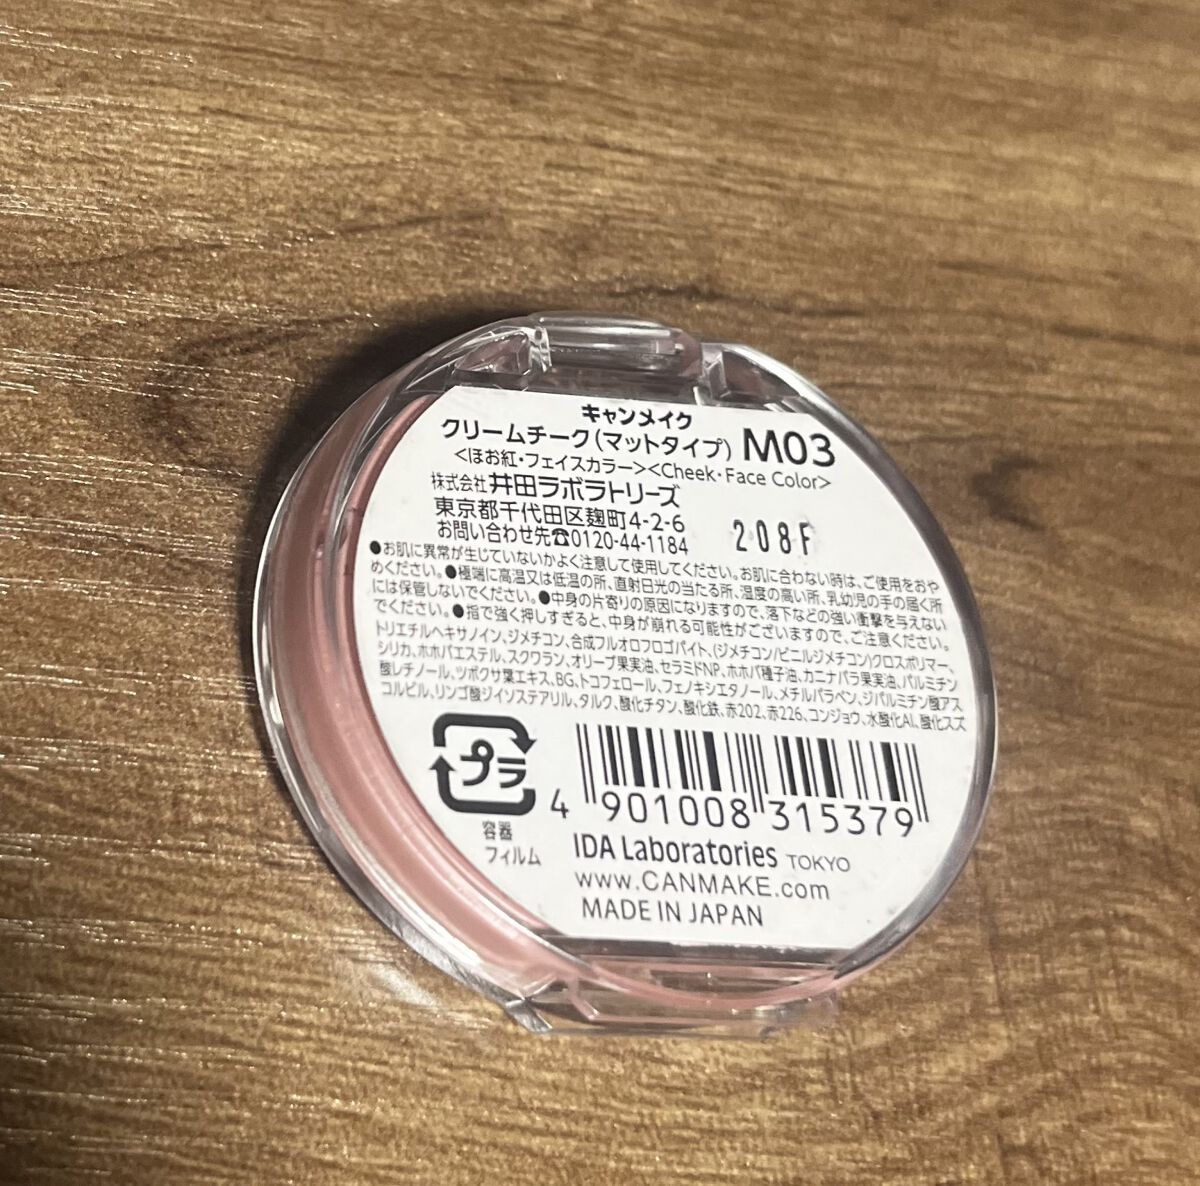 キャンメイク
クリームチーク(マットタイプ) M03
<ほお紅・フェイスカラー><Cheek・Face Color>
株式会社 井田ラボラトリーズ
東京都千代田区麹町4-2-6
お問い合わせ先☎0120-44-1184
208F
●お肌に異常が生じていないかよく注意して使用してください。お肌に合わない時は、ご使用をおや
めください。●極端に高温又は低温の所、直射日光の当たる所、湿度の高い所、乳幼児の手の届く所
には保管しないでください。●中身の片寄りの原因になりますので、落下などの強い衝撃を与えない
でください。●指で強く押しすぎると、中身が崩れる可能性がございますので、ご注意ください。
トリエチルヘキサノイン、ジメチコン、合成フルオロフロゴパイト、(ジメチコン/ビニルジメチコン)クロスポリマー、
シリカ、ホホバエステル、スクワラン、オリーブ果実油、セラミドNP、ホホバ種子油、カニナバラ果実油、パルミチン
酸レチノール、ツボクサ葉エキス、BG、トコフェロール、フェノキシエタノール、メチルパラベン、ジパルミチン酸アス
コルビル、リンゴ酸ジイソステアリル、タルク、酸化チタン、酸化鉄、赤202、赤226、コンジョウ、水酸化Al、酸化スズ
プラ
容器
フィルム
4 901008 315379
IDA Laboratories TOKYO
www.CANMAKE.com
MADE IN JAPAN